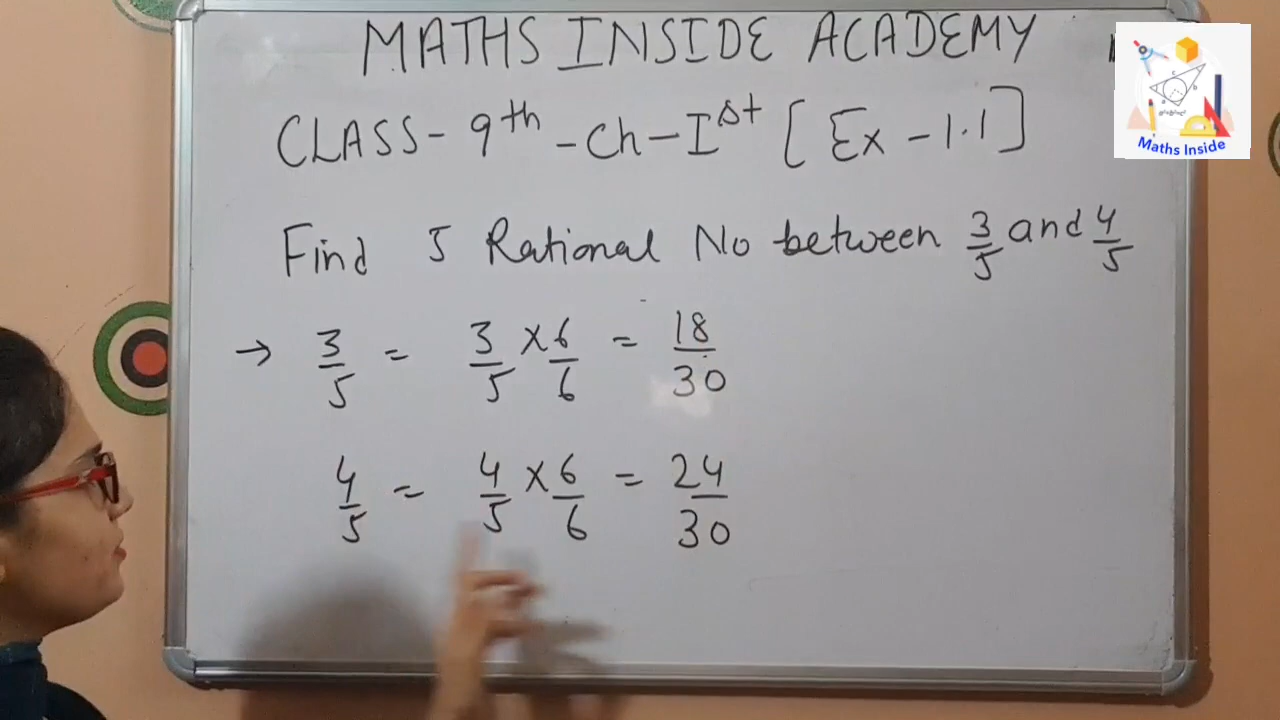 MATHS INSIDE ACADEMY
CLASS-9th - Ch-Ist [Ex-1.1]
Find 5 Rational No between 3/5 and 4/5
→ 3/5 = 3/5 × 6/6 = 18/30
4/5 = 4/5 × 6/6 = 24/30
Maths Inside